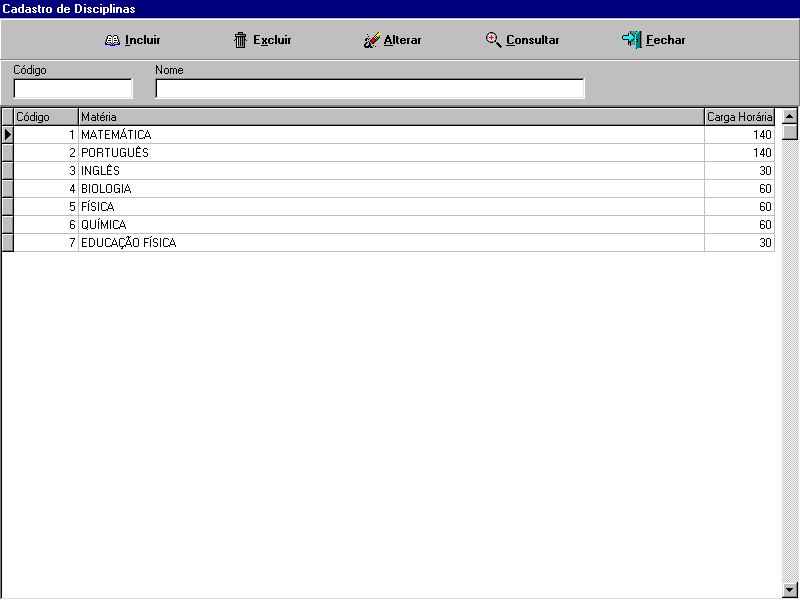 Cadastro de Disciplinas
Incluir Excluir Alterar Consultar Fechar
Código Nome
Código Matéria Carga Horária
1 MATEMÁTICA 140
2 PORTUGUÊS 140
3 INGLÊS 30
4 BIOLOGIA 60
5 FÍSICA 60
6 QUÍMICA 60
7 EDUCAÇÃO FÍSICA 30